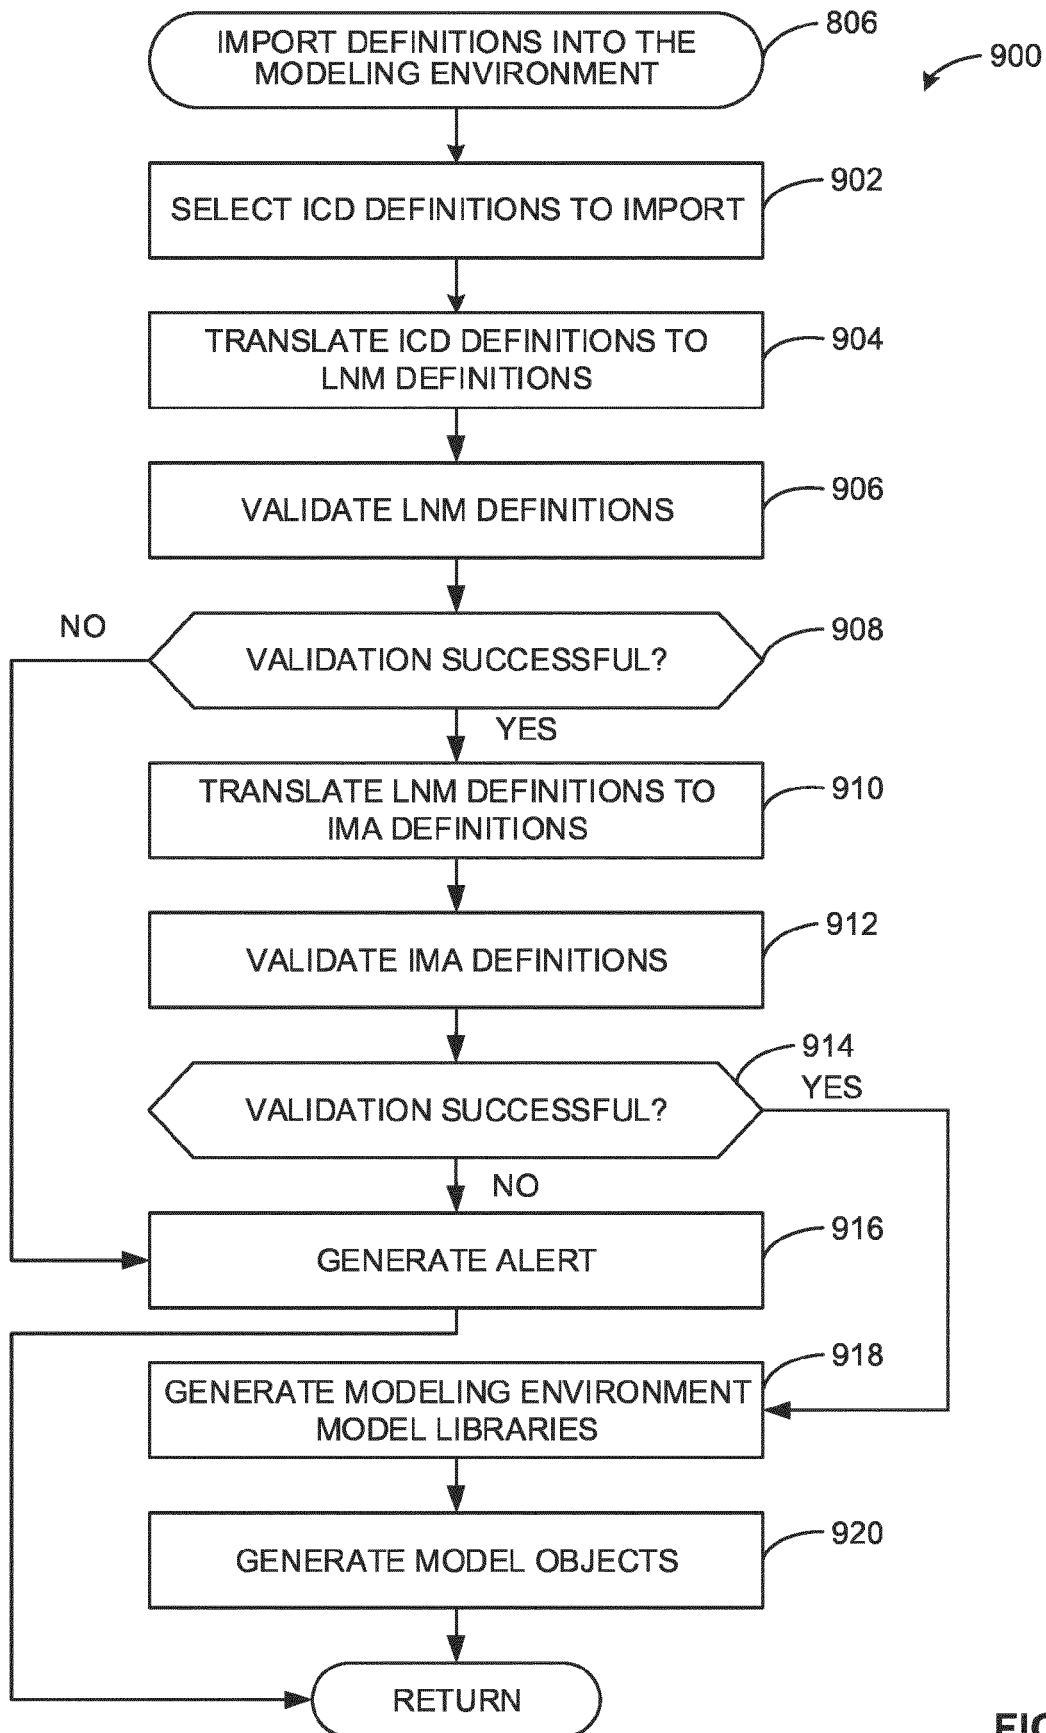 IMPORT DEFINITIONS INTO THE
MODELING ENVIRONMENT
806
900
SELECT ICD DEFINITIONS TO IMPORT
902
TRANSLATE ICD DEFINITIONS TO
LNM DEFINITIONS
904
VALIDATE LNM DEFINITIONS
906
NO
VALIDATION SUCCESSFUL?
908
YES
TRANSLATE LNM DEFINITIONS TO
IMA DEFINITIONS
910
VALIDATE IMA DEFINITIONS
912
VALIDATION SUCCESSFUL?
914
YES
NO
GENERATE ALERT
916
GENERATE MODELING ENVIRONMENT
MODEL LIBRARIES
918
GENERATE MODEL OBJECTS
920
RETURN